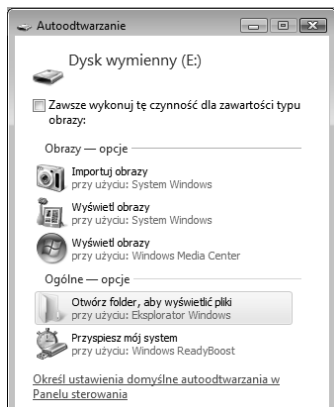 Autoodtwarzanie
Dysk wymienny (E:)
Zawsze wykonuj tę czynność dla zawartości typu
obrazy:
Obrazy — opcje
Importuj obrazy
przy użyciu: System Windows
Wyświetl obrazy
przy użyciu: System Windows
Wyświetl obrazy
przy użyciu: Windows Media Center
Ogólne — opcje
Otwórz folder, aby wyświetlić pliki
przy użyciu: Eksplorator Windows
Przyspiesz mój system
przy użyciu: Windows ReadyBoost
Określ ustawienia domyślne autoodtwarzania w
Panelu sterowania